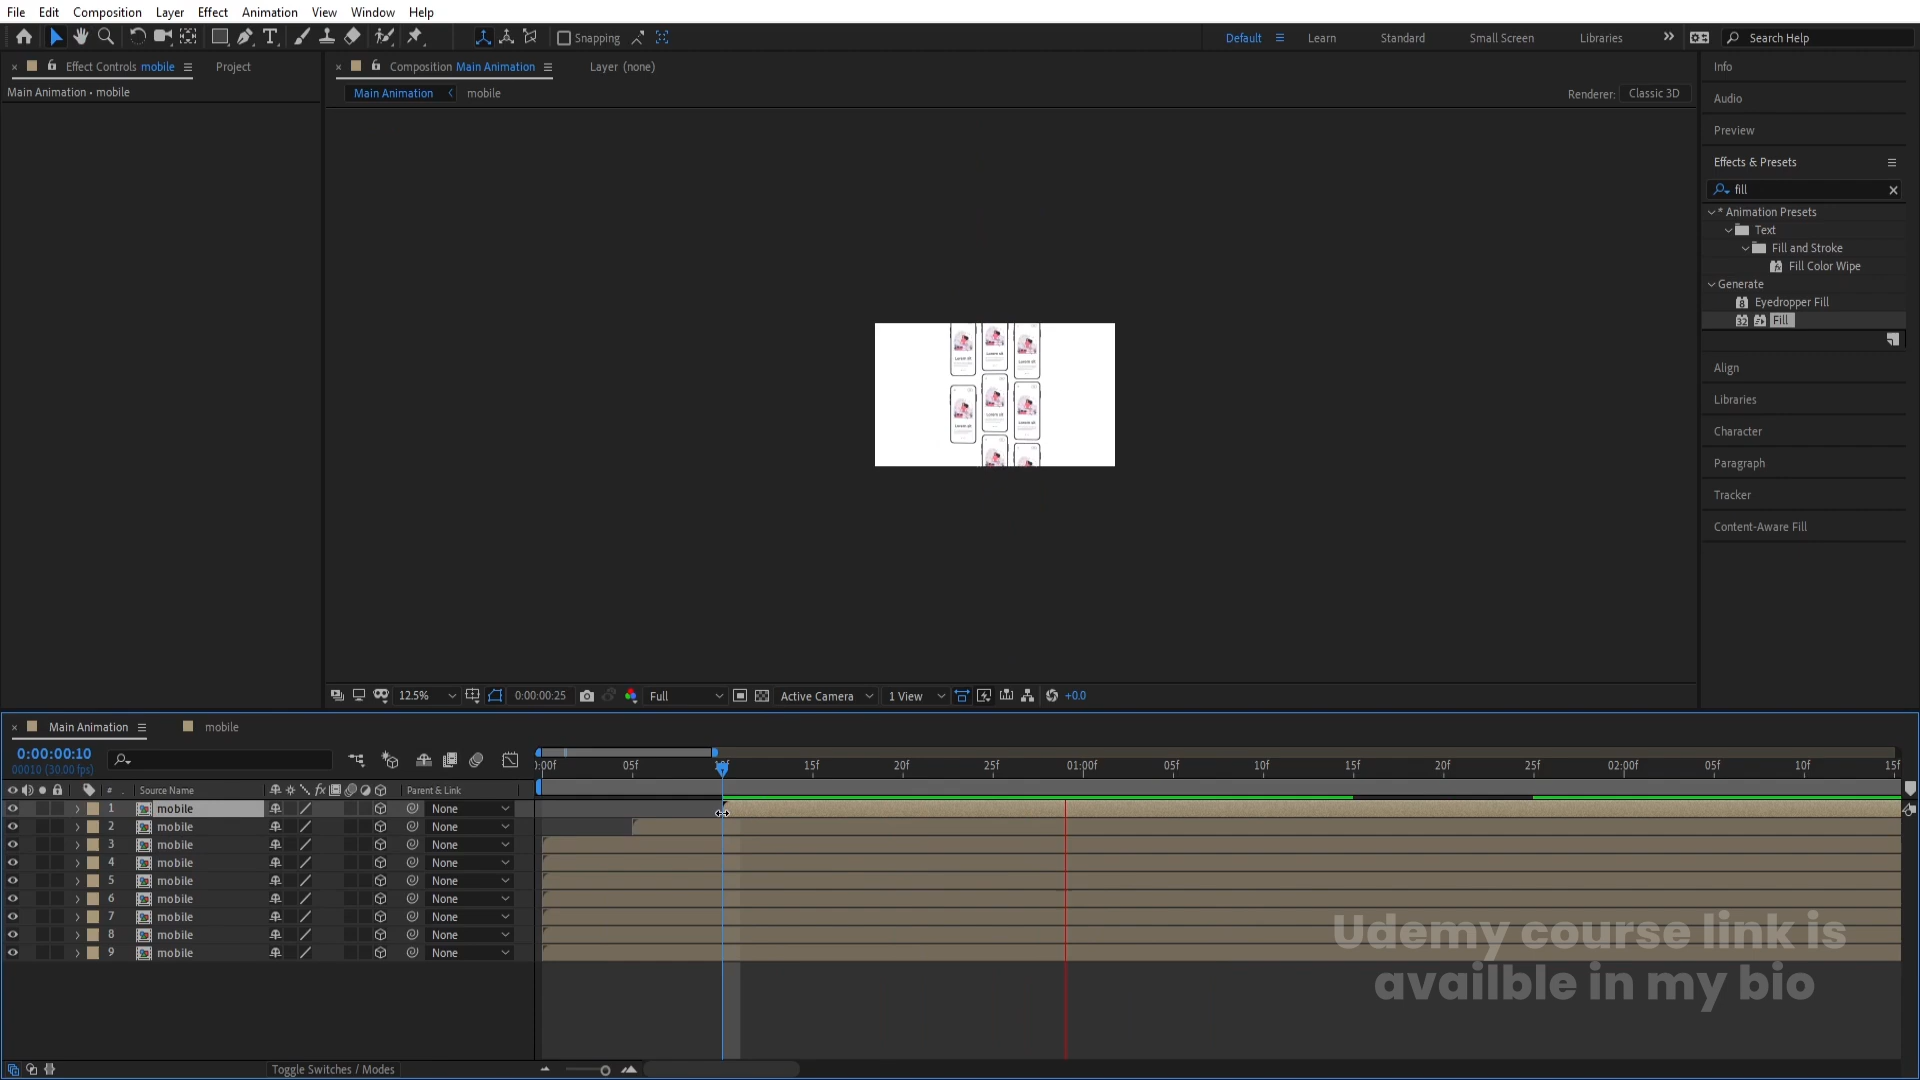 File Edit Composition Layer Effect Animation View Window Help
Snapping Default Learn Standard Small Screen Libraries Search Help
Effect Controls mobile Project
Composition Main Animation Layer (none)
Main Animation • mobile
Main Animation mobile
Renderer: Classic 3D
Info
Audio
Preview
Effects & Presets
fill
* Animation Presets
Text
Fill and Stroke
Fill Color Wipe
Generate
Eyedropper Fill
Fill
Align
Libraries
Character
Paragraph
Tracker
Content-Aware Fill
12.5% 0:00:00:25 Full Active Camera 1 View +0.0
Main Animation mobile
0:00:00:10
00010 (30.00 fps)
:00f 05f 10f 15f 20f 25f 01:00f 05f 10f 15f 20f 25f 02:00f 05f 10f 15f
# Source Name Parent & Link
1 mobile None
2 mobile None
3 mobile None
4 mobile None
5 mobile None
6 mobile None
7 mobile None
8 mobile None
9 mobile None
Udemy course link is
availble in my bio
Toggle Switches / Modes